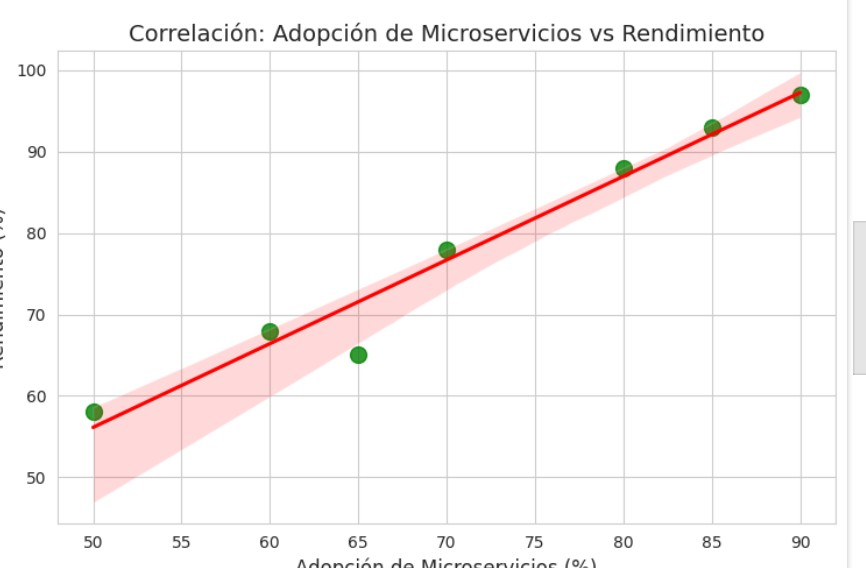 Correlación: Adopción de Microservicios vs Rendimiento
100
90
80
70
60
50
50 55 60 65 70 75 80 85 90
Adopción de Microservicios (%)